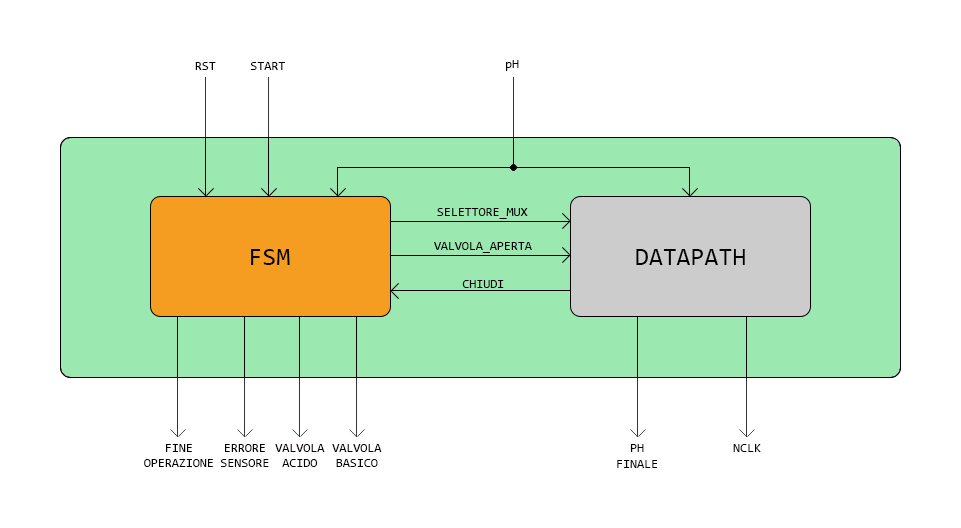 RST
START
pH
SELETTORE_MUX
FSM
VALVOLA_APERTA
DATAPATH
CHIUDI
FINE
OPERAZIONE
ERRORE
SENSORE
VALVOLA
ACIDO
VALVOLA
BASICO
PH
FINALE
NCLK